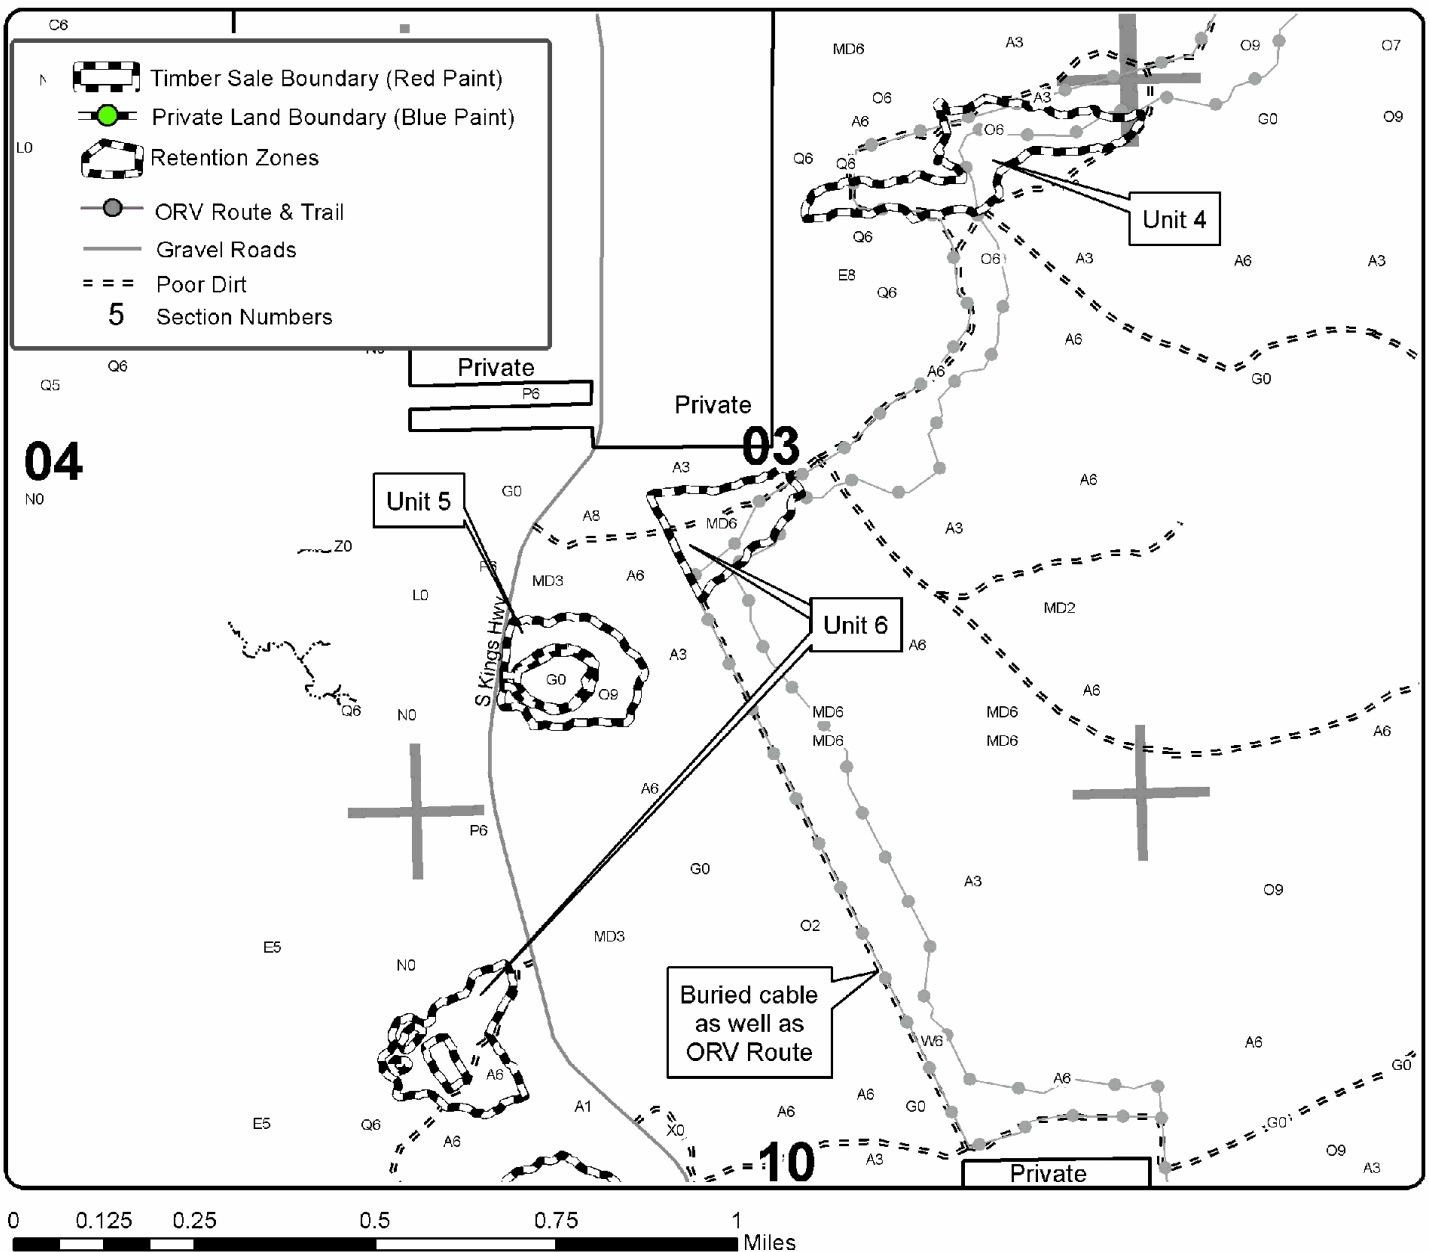 C6
N
L0
Timber Sale Boundary (Red Paint)
Private Land Boundary (Blue Paint)
Retention Zones
ORV Route & Trail
Gravel Roads
Poor Dirt
5 Section Numbers
MD6
A3
O9
O7
O6
A3
A6
O6
G0
O9
Q6
Q6
Unit 4
Q6
O6
A3
A6
A3
E8
Q6
A6
N0
Q6
Q5
Private
P6
A6
G0
Private
03
04
N0
A3
A6
Unit 5
G0
A8
MD6
A3
Z0
MD3
A6
L0
MD2
Unit 6
A6
S Kings Hwy
A3
G0
O9
A6
Q6
N0
MD6
MD6
MD6
MD6
A6
A6
P6
G0
A3
O9
O2
MD3
E5
N0
Buried cable
as well as
ORV Route
W6
A6
A6
A6
G0
A6
G0
A1
A6
E5
Q6
A6
X0
G0
10
A3
Private
O9
A3
0 0.125 0.25 0.5 0.75 1
Miles